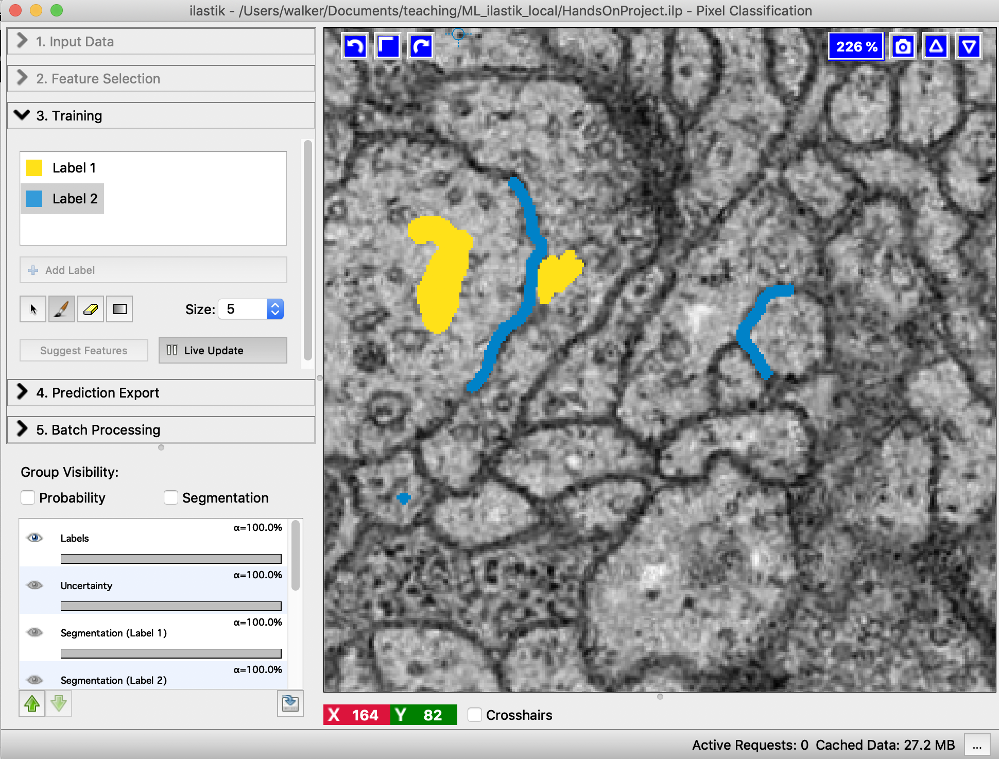 ilastik - /Users/walker/Documents/teaching/ML_ilastik_local/HandsOnProject.ilp - Pixel Classification
1. Input Data
2. Feature Selection
3. Training
Label 1
Label 2
Add Label
Size: 5
Suggest Features
Live Update
4. Prediction Export
5. Batch Processing
Group Visibility:
Probability
Segmentation
α=100.0%
Labels
α=100.0%
Uncertainty
α=100.0%
Segmentation (Label 1)
α=100.0%
Segmentation (Label 2)
226 %
X 164 Y 82
Crosshairs
Active Requests: 0 Cached Data: 27.2 MB
...